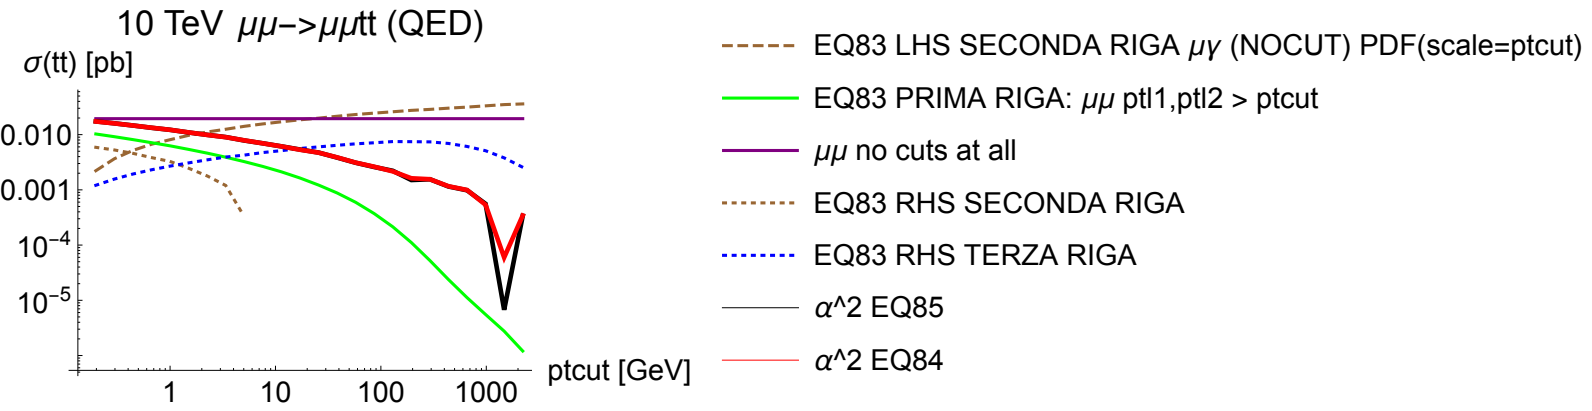 10 TeV μμ->μμtt (QED)
σ(tt) [pb]
0.010
0.001
10⁻⁴
10⁻⁵
1
10
100
1000
ptcut [GeV]
EQ83 LHS SECONDA RIGA μγ (NOCUT) PDF(scale=ptcut)
EQ83 PRIMA RIGA: μμ ptl1,ptl2 > ptcut
μμ no cuts at all
EQ83 RHS SECONDA RIGA
EQ83 RHS TERZA RIGA
α^2 EQ85
α^2 EQ84